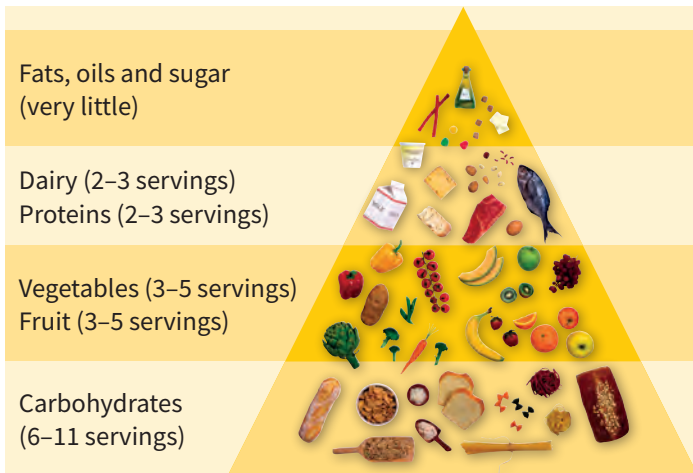 Fats, oils and sugar
(very little)
Dairy (2–3 servings)
Proteins (2–3 servings)
Vegetables (3–5 servings)
Fruit (3–5 servings)
Carbohydrates
(6–11 servings)